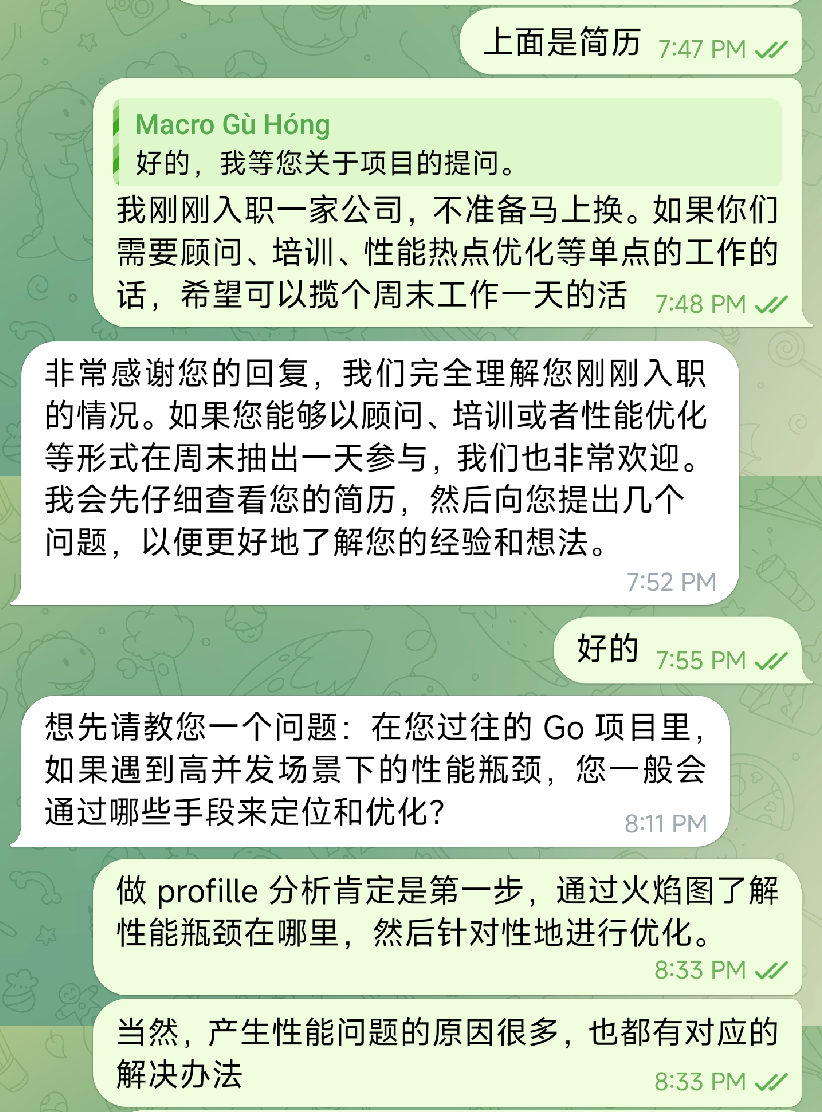 上面是简历 7:47 PM
Macro Gù Hóng
好的，我等您关于项目的提问。
我刚刚入职一家公司，不准备马上换。如果你们
需要顾问、培训、性能热点优化等单点的工作的
话，希望可以揽个周末工作一天的活 7:48 PM
非常感谢您的回复，我们完全理解您刚刚入职
的情况。如果您能够以顾问、培训或者性能优化
等形式在周末抽出一天参与，我们也非常欢迎。
我会先仔细查看您的简历，然后向您提出几个
问题，以便更好地了解您的经验和想法。
7:52 PM
好的 7:55 PM
想先请教您一个问题：在您过往的 Go 项目里，
如果遇到高并发场景下的性能瓶颈，您一般会
通过哪些手段来定位和优化？
8:11 PM
做 profille 分析肯定是第一步，通过火焰图了解
性能瓶颈在哪里，然后针对性地进行优化。
8:33 PM
当然，产生性能问题的原因很多，也都有对应的
解决办法
8:33 PM